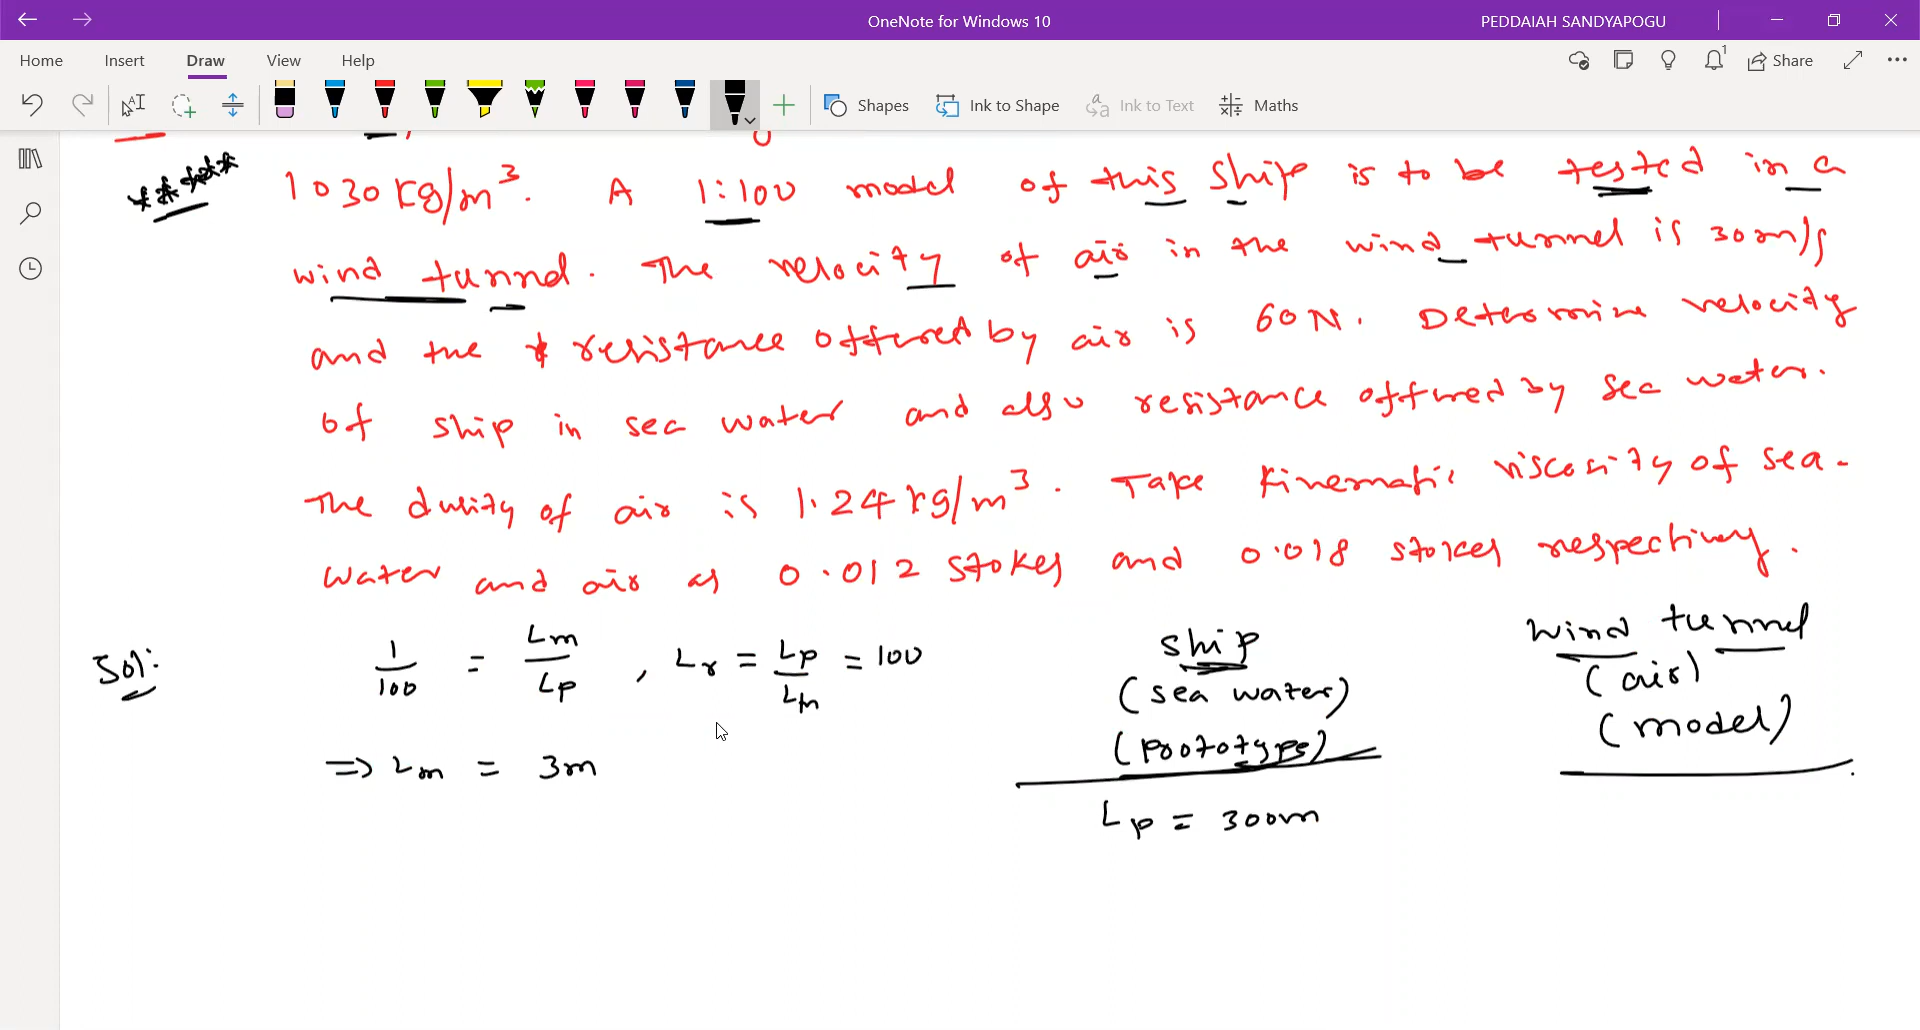 OneNote for Windows 10
PEDDAIAH SANDYAPOGU
Home Insert Draw View Help
1 Share
Shapes Ink to Shape Ink to Text Maths
1030 kg/m³. A 1:100 model of this ship is to be tested in a
wind tunnel. The velocity of air in the wind tunnel is 30m/s
and the resistance offered by air is 60N. Determine velocity
of ship in sea water and also resistance offered by sea water.
The density of air is 1.24 kg/m³. Take kinematic viscosity of sea-
water and air as 0.012 stokes and 0.018 stokes respectively.
Sol: 1/100 = Lm/Lp , Lr = Lp/Lm = 100
ship
(sea water)
(prototype)
wind tunnel
(air)
(model)
=> Lm = 3m
Lp = 300m